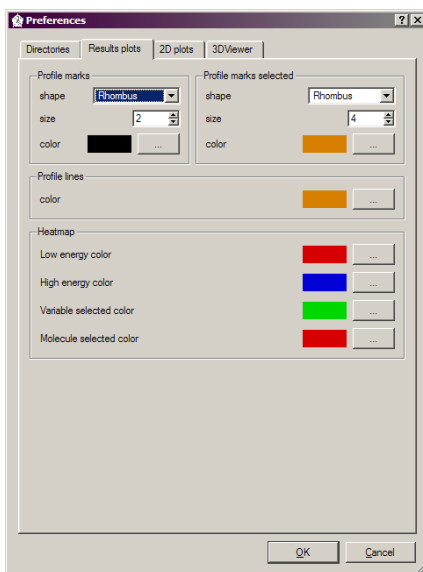 Preferences
Directories Results plots 2D plots 3DViewer
Profile marks Profile marks selected
shape Rhombus shape Rhombus
size 2 size 4
color ... color ...
Profile lines
color ...
Heatmap
Low energy color ...
High energy color ...
Variable selected color ...
Molecule selected color ...
OK Cancel